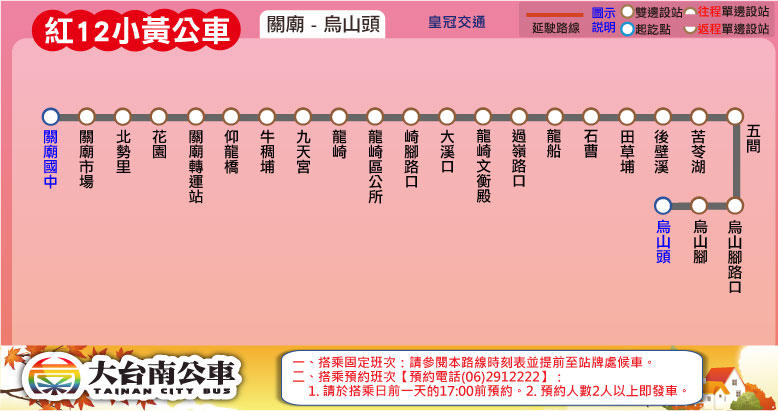 紅12小黃公車
關廟 - 烏山頭
皇冠交通
延駛路線
圖示說明
雙邊設站
往程單邊設站
起訖點
返程單邊設站
關廟國中
關廟市場
北勢里
花園
關廟轉運站
仰龍橋
牛稠埔
九天宮
龍崎
龍崎區公所
崎腳路口
大溪口
龍崎文衡殿
過嶺路口
龍船
石曹
田草埔
後壁溪
苦苓湖
五間
烏山腳路口
烏山腳
烏山頭
大台南公車
TAINAN CITY BUS
一、搭乘固定班次：請參閱本路線時刻表並提前至站牌處候車。
二、搭乘預約班次【預約電話(06)2912222】：
1. 請於搭乘日前一天的17:00前預約。2. 預約人數2人以上即發車。